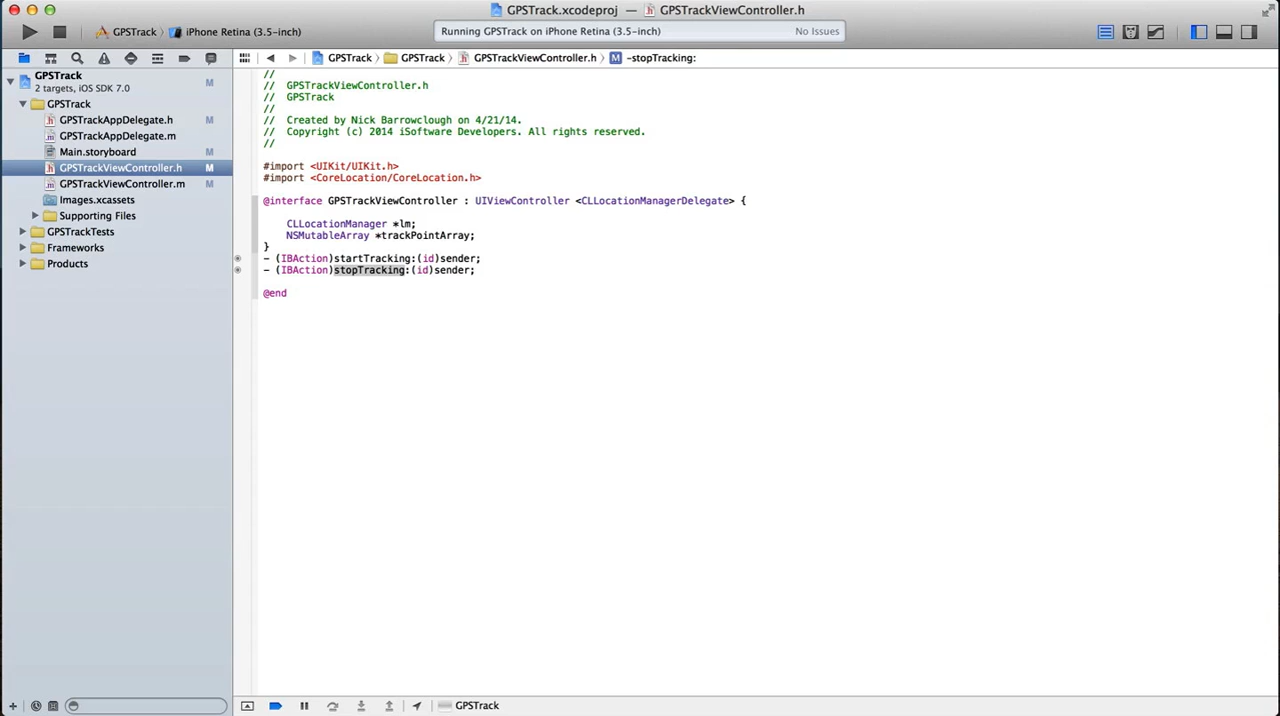 GPSTrack.xcodeproj — GPSTrackViewController.h
GPSTrack iPhone Retina (3.5-inch)
Running GPSTrack on iPhone Retina (3.5-inch) No Issues
GPSTrack GPSTrack GPSTrackViewController.h M -stopTracking:
GPSTrack M
2 targets, iOS SDK 7.0
GPSTrack
GPSTrackAppDelegate.h M
GPSTrackAppDelegate.m M
Main.storyboard M
GPSTrackViewController.h M
GPSTrackViewController.m M
Images.xcassets
Supporting Files
GPSTrackTests
Frameworks
Products
//
// GPSTrackViewController.h
// GPSTrack
//
// Created by Nick Barrowclough on 4/21/14.
// Copyright (c) 2014 iSoftware Developers. All rights reserved.
//
#import <UIKit/UIKit.h>
#import <CoreLocation/CoreLocation.h>
@interface GPSTrackViewController : UIViewController <CLLocationManagerDelegate> {
CLLocationManager *lm;
NSMutableArray *trackPointArray;
}
- (IBAction)startTracking:(id)sender;
- (IBAction)stopTracking:(id)sender;
@end
GPSTrack